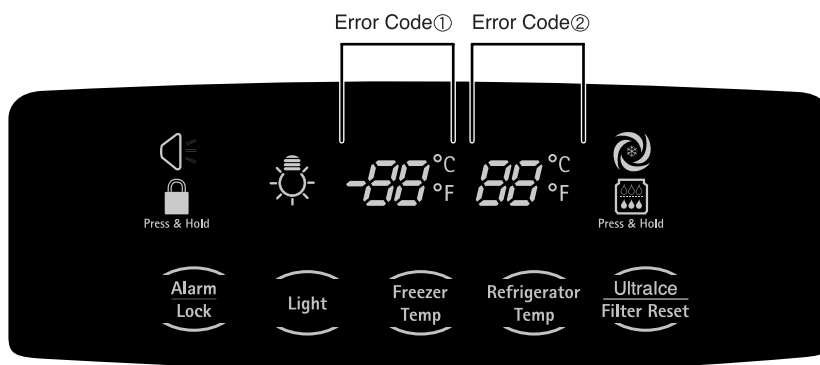 Error Code① Error Code②
-88 °C °F 88 °C °F
Press & Hold Press & Hold
Alarm
Lock
Light
Freezer
Temp
Refrigerator
Temp
UltraIce
Filter Reset